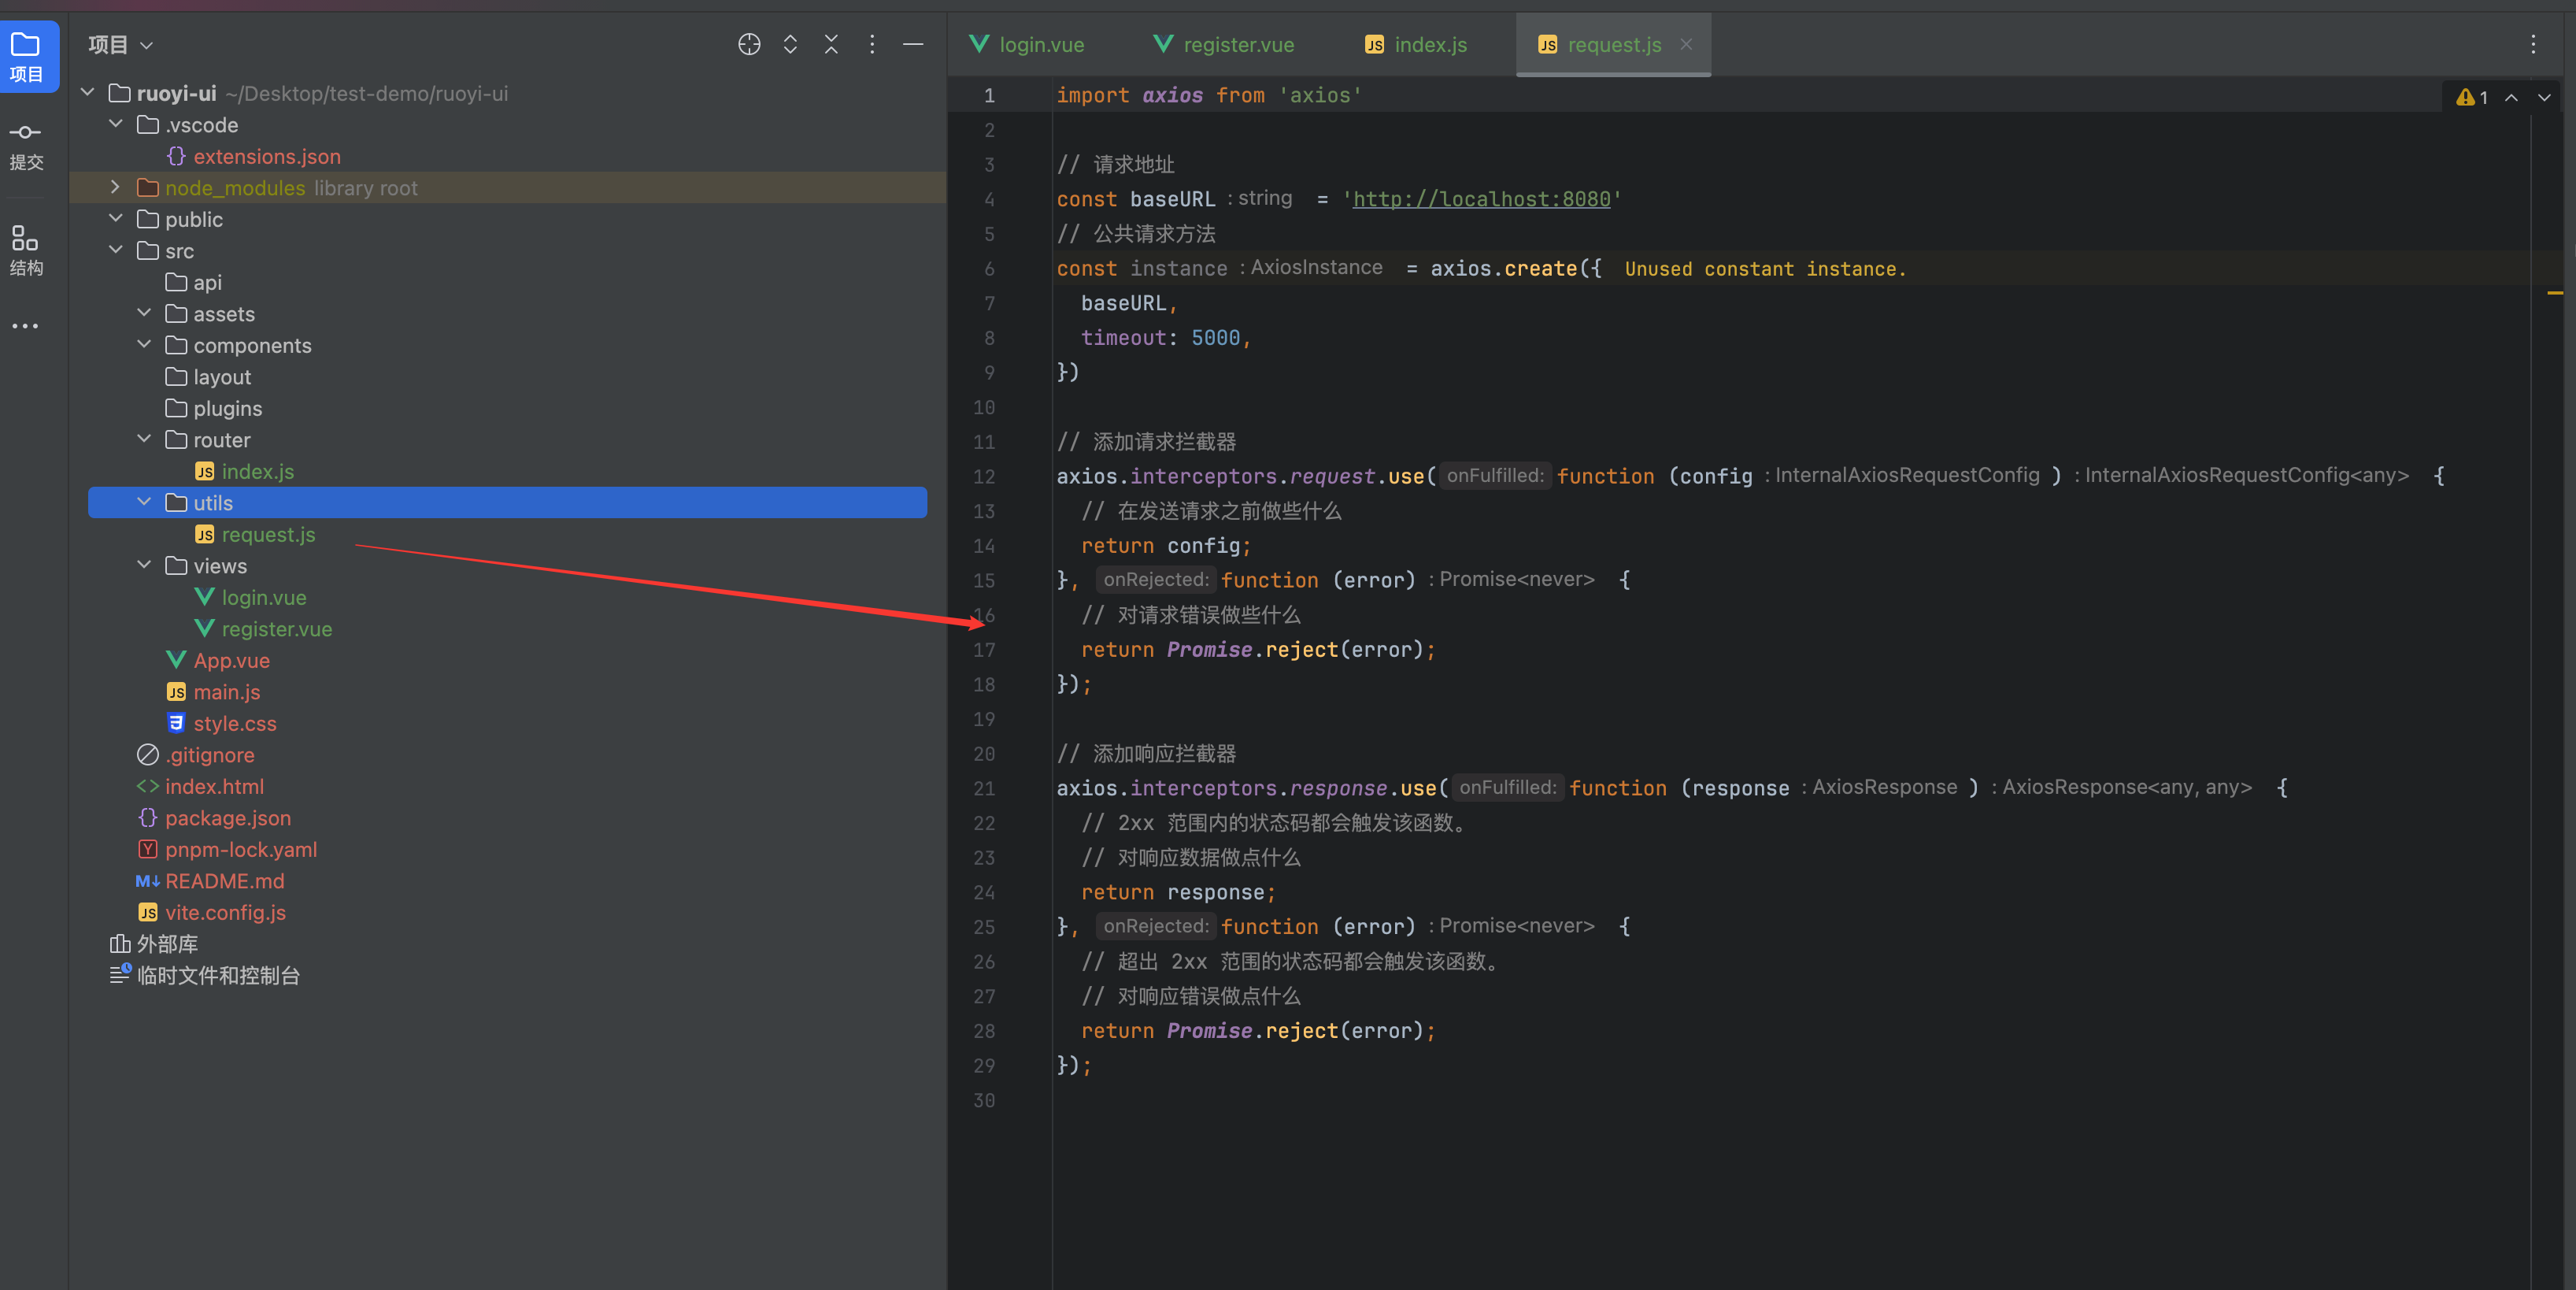 项目
提交
结构
项目
ruoyi-ui ~/Desktop/test-demo/ruoyi-ui
.vscode
extensions.json
node_modules library root
public
src
api
assets
components
layout
plugins
router
index.js
utils
request.js
views
login.vue
register.vue
App.vue
main.js
style.css
.gitignore
index.html
package.json
pnpm-lock.yaml
README.md
vite.config.js
外部库
临时文件和控制台
login.vue register.vue index.js request.js
1
1 import axios from 'axios'
2
3 // 请求地址
4 const baseURL : string = 'http://localhost:8080'
5 // 公共请求方法
6 const instance : AxiosInstance = axios.create({ Unused constant instance.
7 baseURL,
8 timeout: 5000,
9 })
10
11 // 添加请求拦截器
12 axios.interceptors.request.use( onFulfilled: function (config : InternalAxiosRequestConfig ) : InternalAxiosRequestConfig<any> {
13 // 在发送请求之前做些什么
14 return config;
15 }, onRejected: function (error) : Promise<never> {
16 // 对请求错误做些什么
17 return Promise.reject(error);
18 });
19
20 // 添加响应拦截器
21 axios.interceptors.response.use( onFulfilled: function (response : AxiosResponse ) : AxiosResponse<any, any> {
22 // 2xx 范围内的状态码都会触发该函数。
23 // 对响应数据做点什么
24 return response;
25 }, onRejected: function (error) : Promise<never> {
26 // 超出 2xx 范围的状态码都会触发该函数。
27 // 对响应错误做点什么
28 return Promise.reject(error);
29 });
30